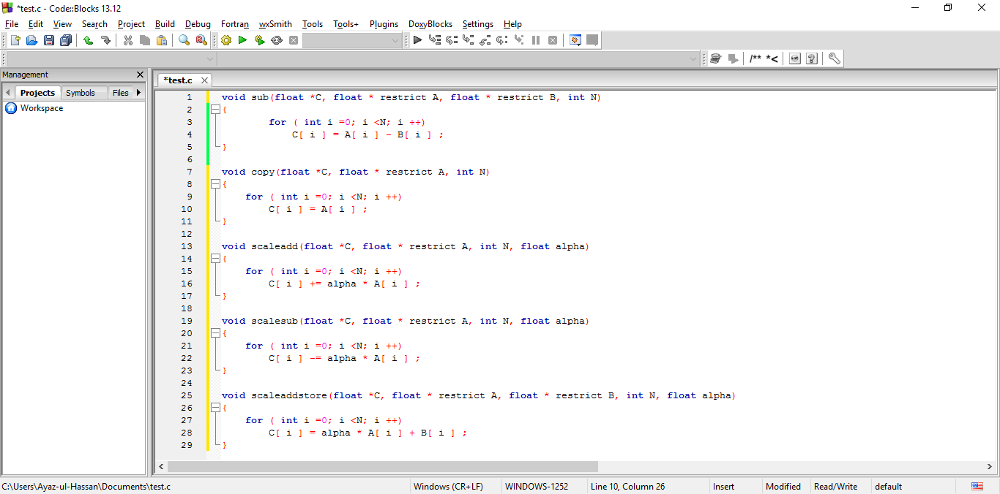 *test.c - Code::Blocks 13.12
File Edit View Search Project Build Debug Fortran wxSmith Tools Tools+ Plugins DoxyBlocks Settings Help
/** *<
Management
*test.c
Projects Symbols Files
Workspace
1 void sub(float *C, float * restrict A, float * restrict B, int N)
2 {
3 for ( int i =0; i <N; i ++)
4 C[ i ] = A[ i ] - B[ i ] ;
5 }
6
7 void copy(float *C, float * restrict A, int N)
8 {
9 for ( int i =0; i <N; i ++)
10 C[ i ] = A[ i ] ;
11 }
12
13 void scaleadd(float *C, float * restrict A, int N, float alpha)
14 {
15 for ( int i =0; i <N; i ++)
16 C[ i ] += alpha * A[ i ] ;
17 }
18
19 void scalesub(float *C, float * restrict A, int N, float alpha)
20 {
21 for ( int i =0; i <N; i ++)
22 C[ i ] -= alpha * A[ i ] ;
23 }
24
25 void scaleaddstore(float *C, float * restrict A, float * restrict B, int N, float alpha)
26 {
27 for ( int i =0; i <N; i ++)
28 C[ i ] = alpha * A[ i ] + B[ i ] ;
29 }
C:\Users\Ayaz-ul-Hassan\Documents\test.c Windows (CR+LF) WINDOWS-1252 Line 10, Column 26 Insert Modified Read/Write default